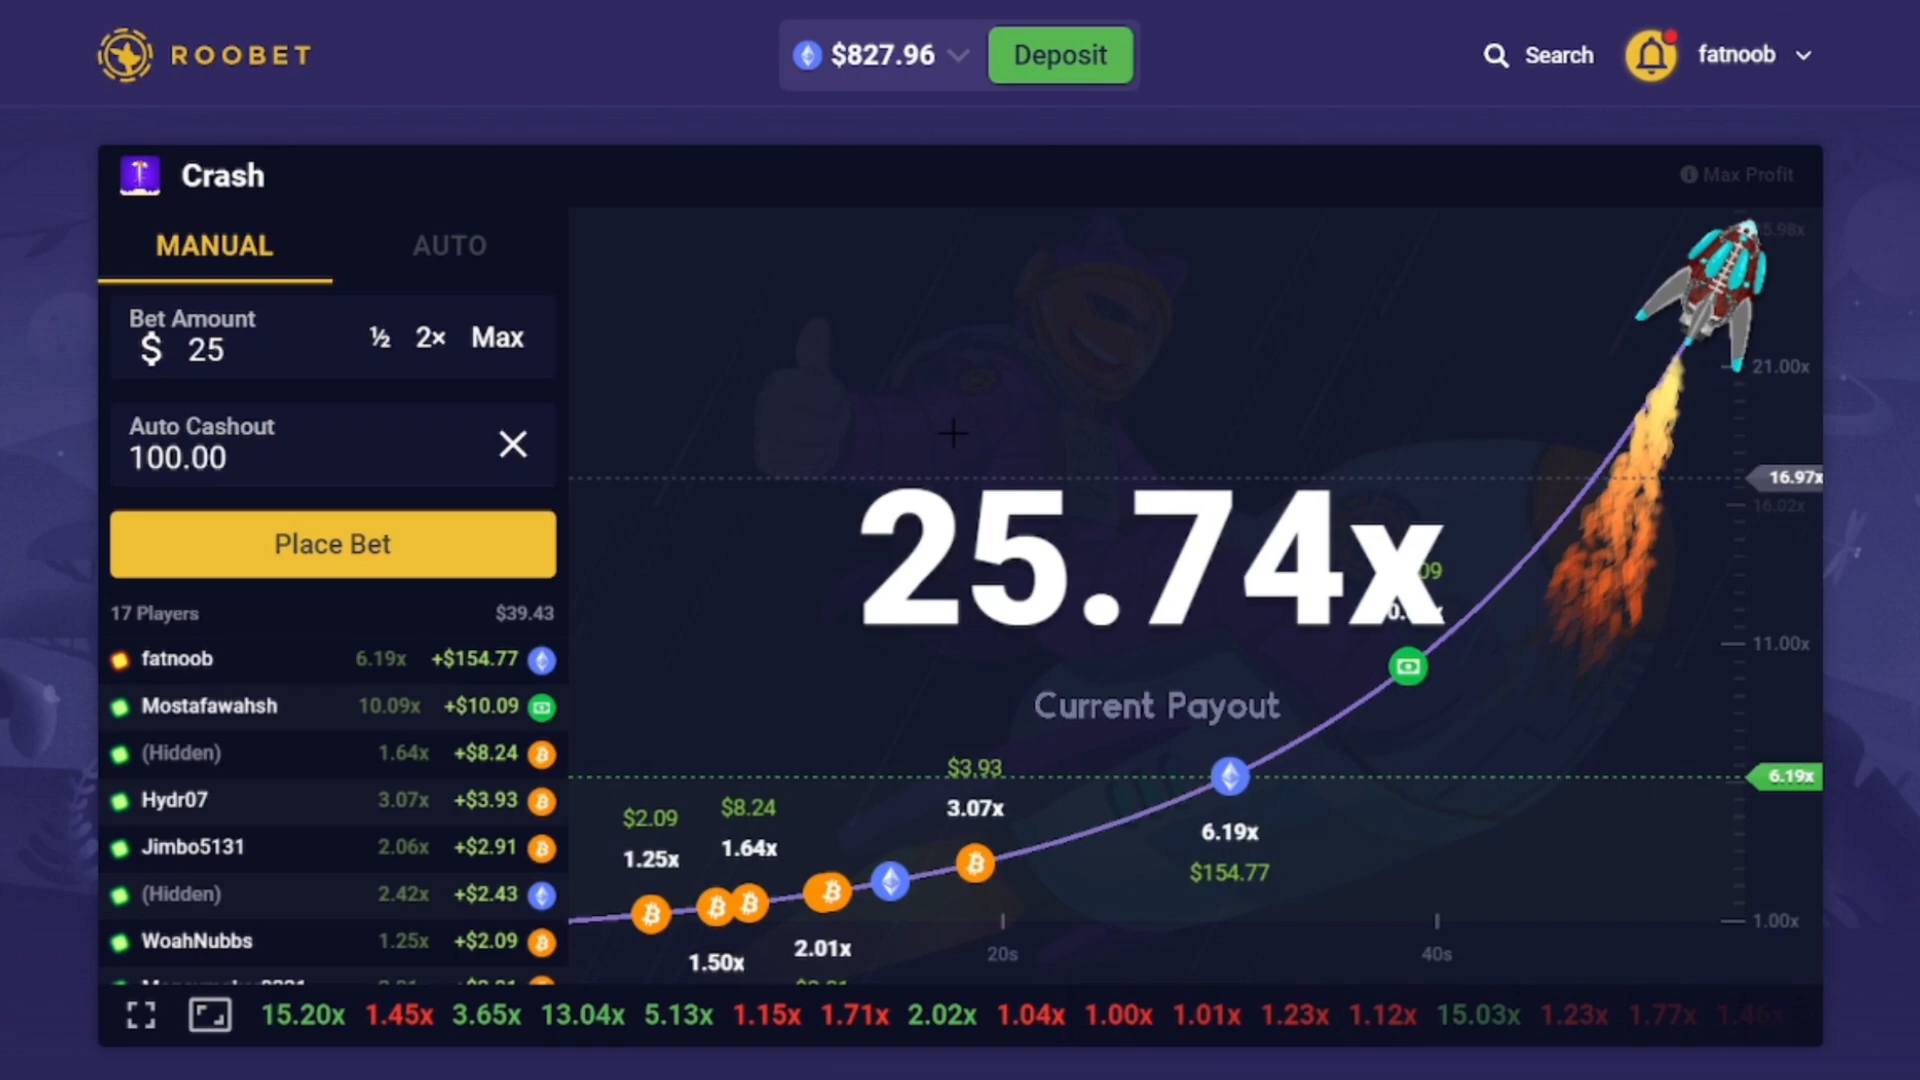 ROOBET
$827.96
Deposit
Search
fatnoob
Crash
Max Profit
MANUAL
AUTO
Bet Amount
$ 25
½ 2× Max
Auto Cashout
100.00
Place Bet
17 Players $39.43
fatnoob 6.19x +$154.77
Mostafawahsh 10.09x +$10.09
(Hidden) 1.64x +$8.24
Hydr07 3.07x +$3.93
Jimbo5131 2.06x +$2.91
(Hidden) 2.42x +$2.43
WoahNubbs 1.25x +$2.09
25.74x
Current Payout
$2.09
1.25x
$8.24
1.64x
$3.93
3.07x
6.19x
$154.77
1.50x
2.01x
20s
40s
21.00x
16.97x
16.02x
11.00x
6.19x
1.00x
15.20x 1.45x 3.65x 13.04x 5.13x 1.15x 1.71x 2.02x 1.04x 1.00x 1.01x 1.23x 1.12x 15.03x 1.23x 1.77x 1.46x